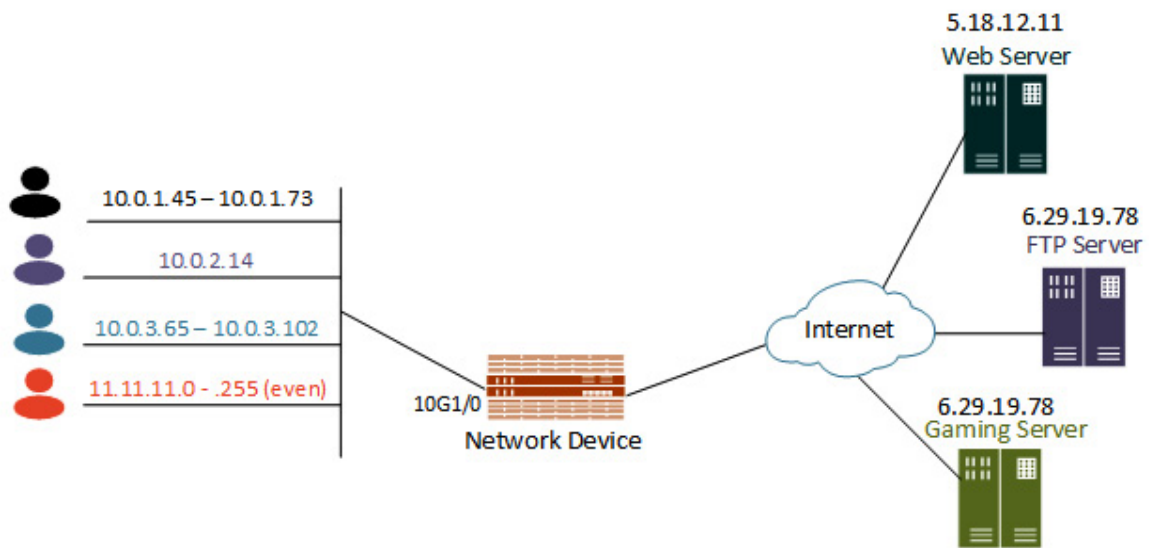 5.18.12.11
Web Server
10.0.1.45 – 10.0.1.73
10.0.2.14
10.0.3.65 – 10.0.3.102
11.11.11.0 - .255 (even)
10G1/0
Network Device
Internet
6.29.19.78
FTP Server
6.29.19.78
Gaming Server